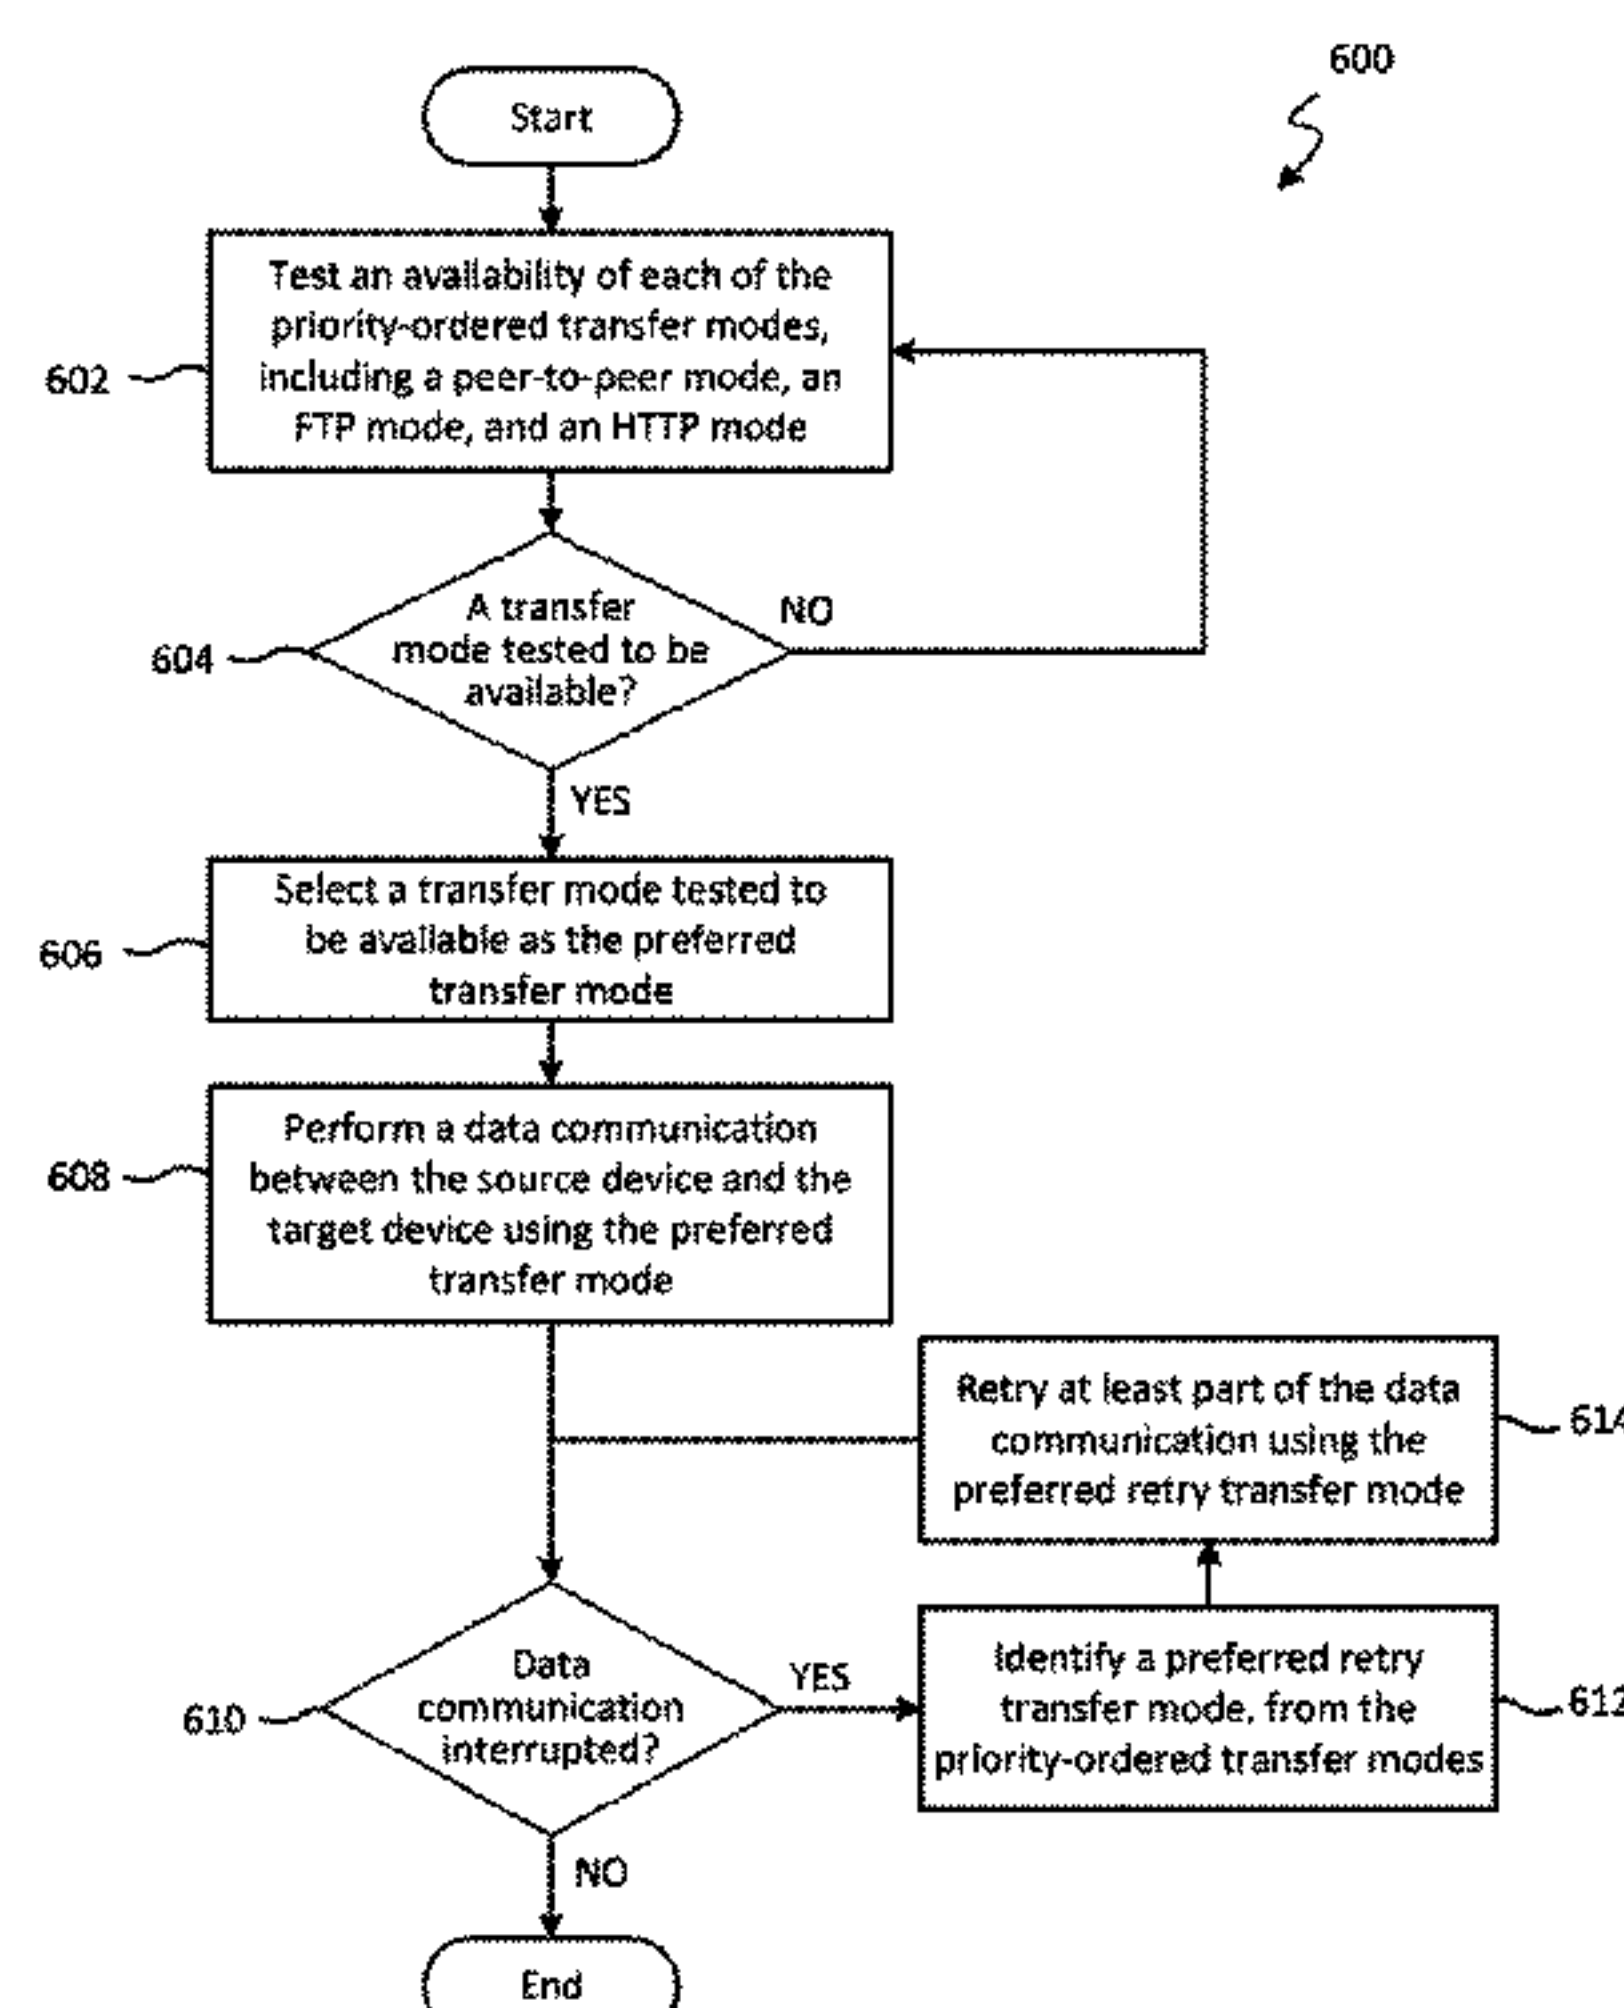 600
Start
Test an availability of each of the
priority-ordered transfer modes,
including a peer-to-peer mode, an
FTP mode, and an HTTP mode
602
A transfer
mode tested to be
available?
NO
604
YES
Select a transfer mode tested to
be available as the preferred
transfer mode
606
Perform a data communication
between the source device and the
target device using the preferred
transfer mode
608
Retry at least part of the data
communication using the
preferred retry transfer mode
614
Data
communication
interrupted?
610
YES
Identify a preferred retry
transfer mode, from the
priority-ordered transfer modes
612
NO
End